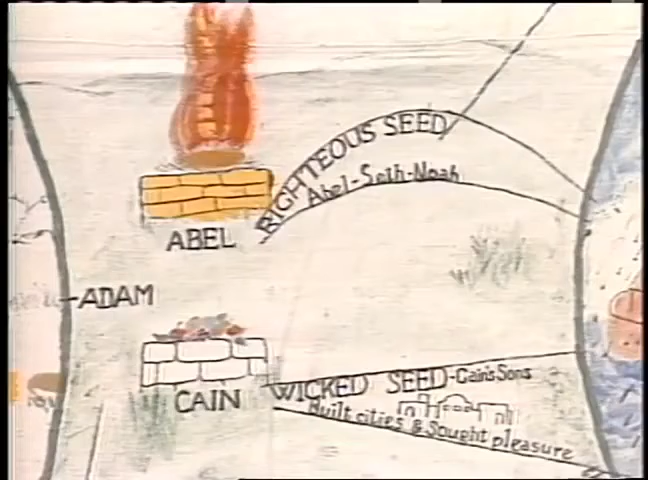 RIGHTEOUS SEED
Abel-Seth-Noah
ABEL
ADAM
CAIN
WICKED SEED-Cain's Sons
Built cities & Sought pleasure